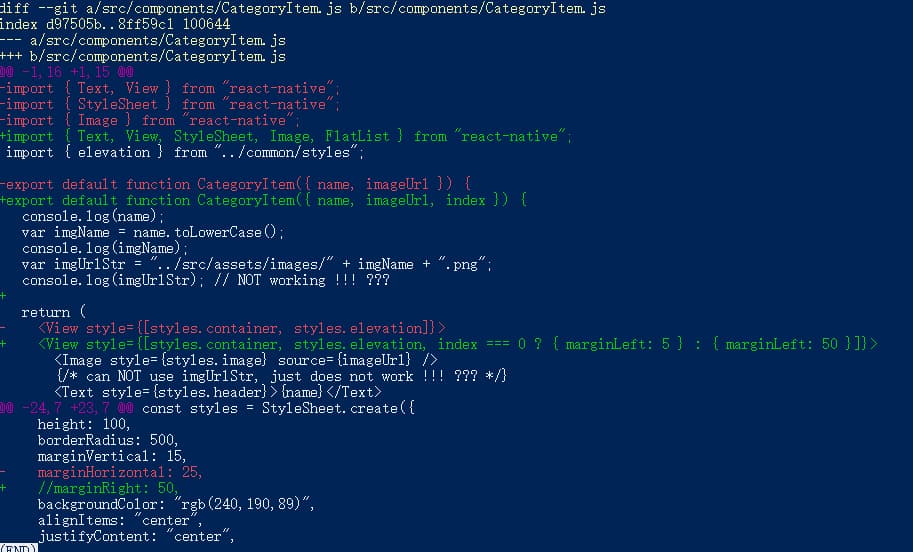 diff --git a/src/components/CategoryItem.js b/src/components/CategoryItem.js
index d97505b..8ff59c1 100644
--- a/src/components/CategoryItem.js
+++ b/src/components/CategoryItem.js
@@ -1,16 +1,15 @@
-import { Text, View } from "react-native";
-import { StyleSheet } from "react-native";
-import { Image } from "react-native";
+import { Text, View, StyleSheet, Image, FlatList } from "react-native";
 import { elevation } from "../common/styles";

-export default function CategoryItem({ name, imageUrl }) {
+export default function CategoryItem({ name, imageUrl, index }) {
   console.log(name);
   var imgName = name.toLowerCase();
   console.log(imgName);
   var imgUrlStr = "../src/assets/images/" + imgName + ".png";
   console.log(imgUrlStr); // NOT working !!! ???
+
   return (
-    <View style={[styles.container, styles.elevation]}>
+    <View style={[styles.container, styles.elevation, index === 0 ? { marginLeft: 5 } : { marginLeft: 50 }]}>
       <Image style={styles.image} source={imageUrl} />
       {/* can NOT use imgUrlStr, just does not work !!! ??? */}
       <Text style={styles.header}>{name}</Text>
@@ -24,7 +23,7 @@ const styles = StyleSheet.create({
     height: 100,
     borderRadius: 500,
     marginVertical: 15,
-    marginHorizontal: 25,
+    //marginRight: 50,
     backgroundColor: "rgb(240,190,89)",
     alignItems: "center",
     justifyContent: "center",
(END)